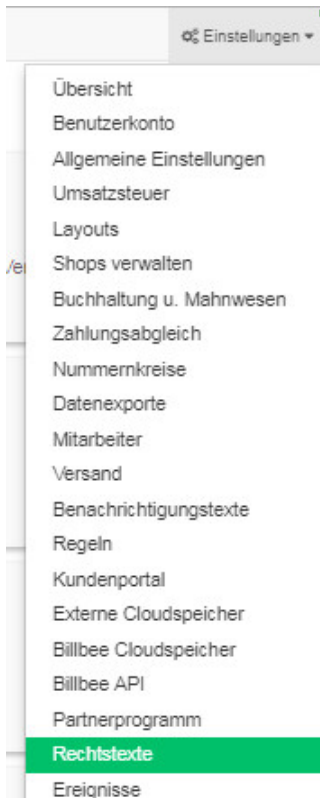 Einstellungen
Übersicht
Benutzerkonto
Allgemeine Einstellungen
Umsatzsteuer
Layouts
Shops verwalten
Buchhaltung u. Mahnwesen
Zahlungsabgleich
Nummernkreise
Datenexporte
Mitarbeiter
Versand
Benachrichtigungstexte
Regeln
Kundenportal
Externe Cloudspeicher
Billbee Cloudspeicher
Billbee API
Partnerprogramm
Rechtstexte
Ereignisse